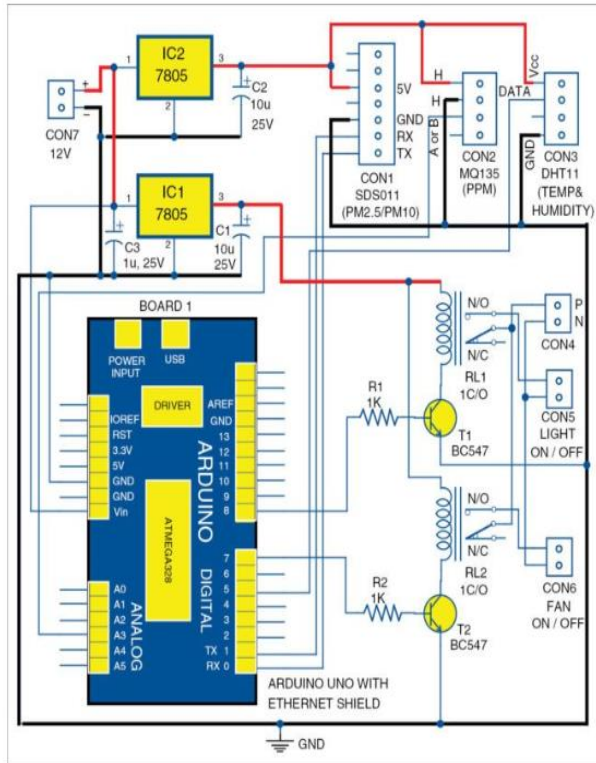 IC2
7805
1
3
2
C2
10u
25V
+
CON7
12V
+
−
IC1
7805
1
3
2
C1
10u
25V
+
C3
1u, 25V
+
5V
GND
RX
TX
CON1
SDS011
(PM2.5/PM10)
H
H
A or B
DATA
CON2
MQ135
(PPM)
Vcc
GND
CON3
DHT11
(TEMP&
HUMIDITY)
BOARD 1
POWER
INPUT
USB
DRIVER
ARDUINO
ATMEGA328
DIGITAL
ANALOG
IOREF
RST
3.3V
5V
GND
GND
Vin
A0
A1
A2
A3
A4
A5
AREF
GND
13
12
11
10
9
8
7
6
5
4
3
2
TX 1
RX 0
ARDUINO UNO WITH
ETHERNET SHIELD
R1
1K
T1
BC547
N/O
N/C
RL1
1C/O
P
N
CON4
CON5
LIGHT
ON / OFF
R2
1K
T2
BC547
N/O
N/C
RL2
1C/O
CON6
FAN
ON / OFF
GND